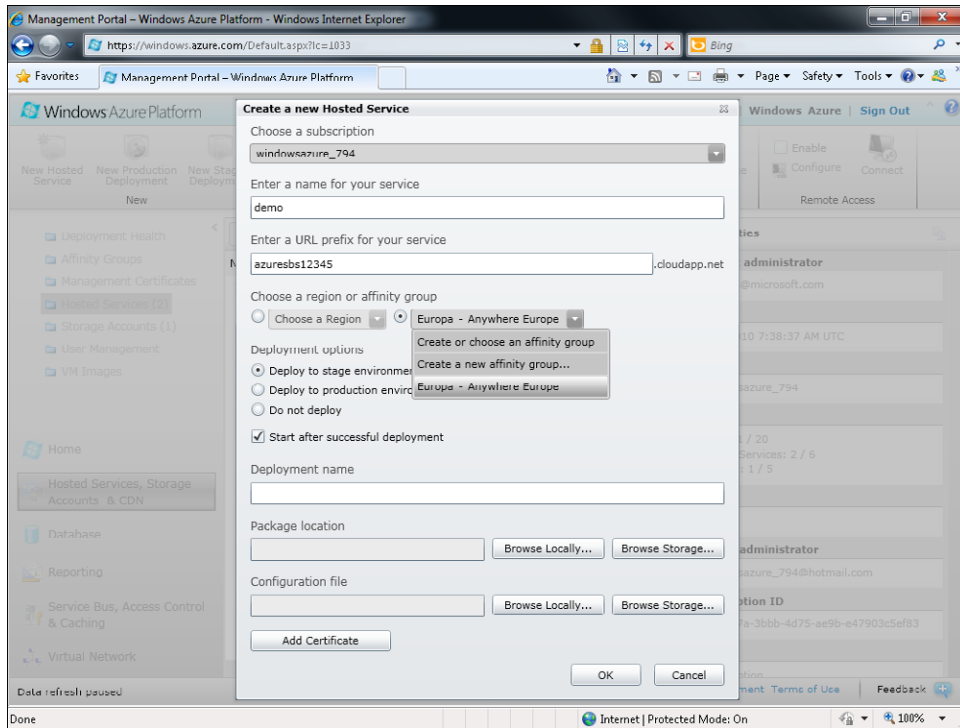 Management Portal – Windows Azure Platform - Windows Internet Explorer
https://windows.azure.com/Default.aspx?lc=1033
Bing
Favorites
Management Portal – Windows Azure Platform
Page
Safety
Tools
Windows Azure Platform
Windows Azure | Sign Out
New Hosted Service
New Production Deployment
New
Enable
Configure
Connect
Remote Access
Deployment Health
Affinity Groups
Management Certificates
Hosted Services (2)
Storage Accounts (1)
User Management
VM Images
Home
Hosted Services, Storage
Accounts & CDN
Database
Reporting
Service Bus, Access Control
& Caching
Virtual Network
Data refresh paused
Create a new Hosted Service
Choose a subscription
windowsazure_794
Enter a name for your service
demo
Enter a URL prefix for your service
azuresbs12345
.cloudapp.net
Choose a region or affinity group
Choose a Region
Europa - Anywhere Europe
Create or choose an affinity group
Create a new affinity group...
Europa - Anywhere Europe
Deployment options
Deploy to stage environme
Deploy to production enviro
Do not deploy
Start after successful deployment
Deployment name
Package location
Browse Locally...
Browse Storage...
Configuration file
Browse Locally...
Browse Storage...
Add Certificate
OK
Cancel
administrator
@microsoft.com
10 7:38:37 AM UTC
sazure_794
/ 20
Services: 2 / 6
: 1 / 5
administrator
sazure_794@hotmail.com
ption ID
7a-3bbb-4d75-ae9b-e47903c5ef83
Terms of Use
Feedback
Done
Internet | Protected Mode: On
100%